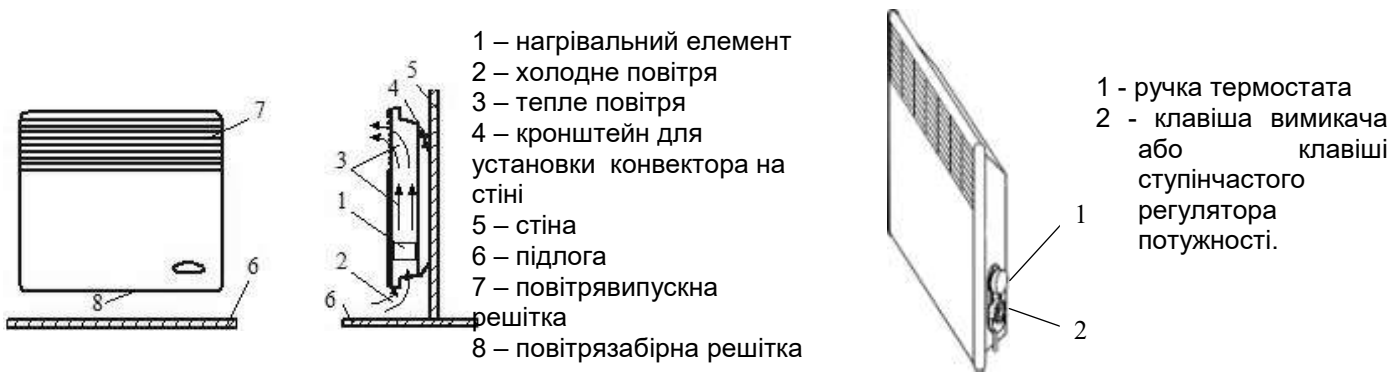 7
6
8
5
4
3
1
2
6
1 – нагрівальний елемент
2 – холодне повітря
3 – тепле повітря
4 – кронштейн для
установки конвектора на
стіні
5 – стіна
6 – підлога
7 – повітрявипускна
решітка
8 – повітрязабірна решітка
1
2
1 - ручка термостата
2 - клавіша вимикача
або клавіші
ступінчастого
регулятора
потужності.